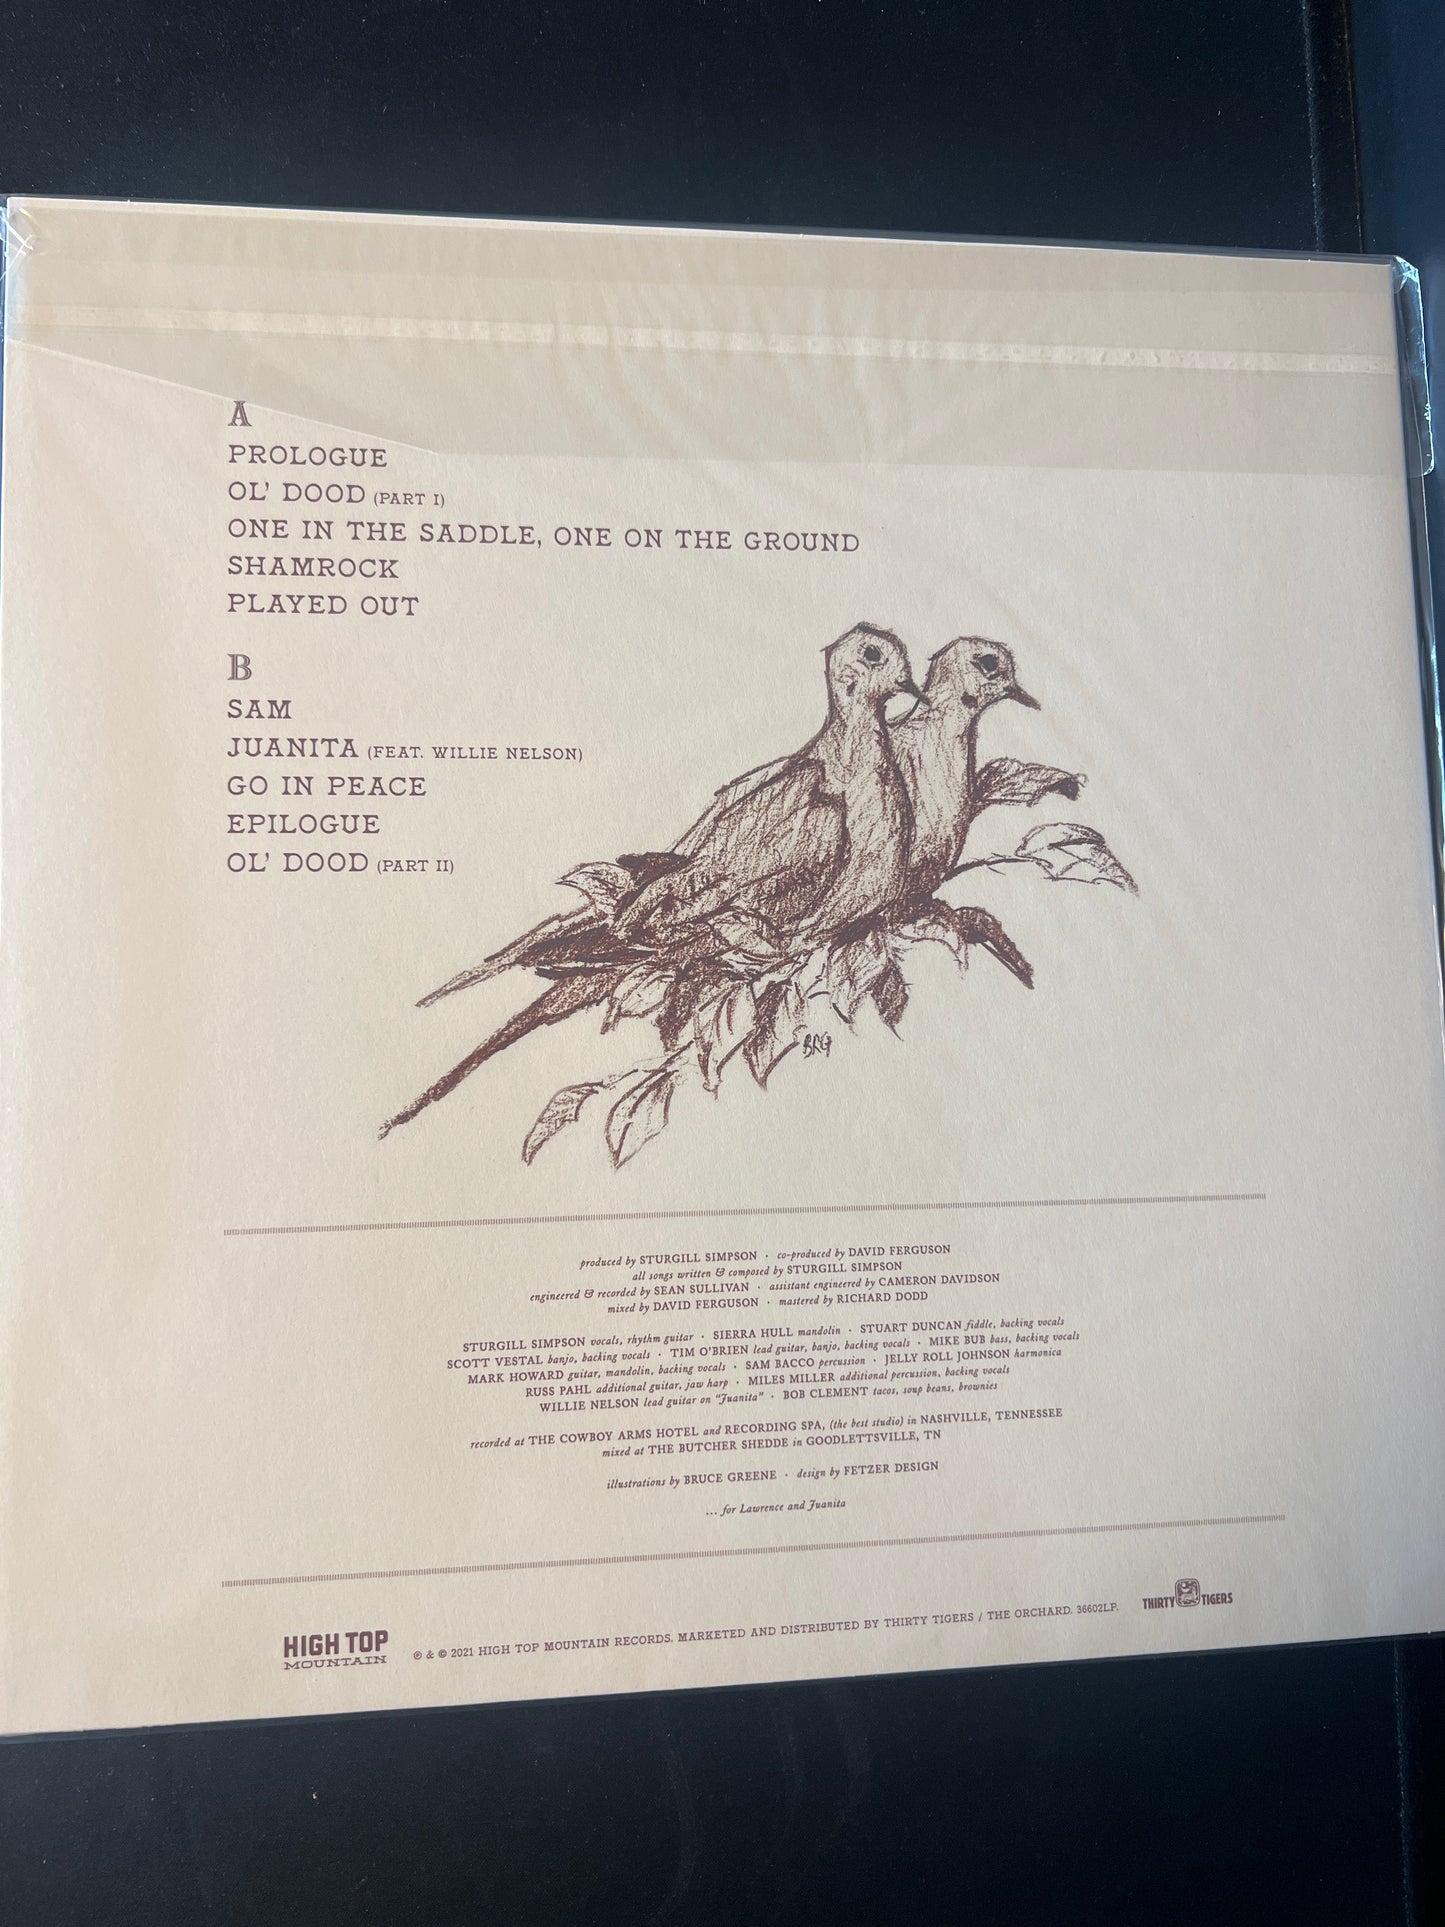 A
PROLOGUE
OL' DOOD (PART I)
ONE IN THE SADDLE, ONE ON THE GROUND
SHAMROCK
PLAYED OUT
B
SAM
JUANITA (FEAT. WILLIE NELSON)
GO IN PEACE
EPILOGUE
OL' DOOD (PART II)
BRG
produced by STURGILL SIMPSON · co-produced by DAVID FERGUSON
all songs written & composed by STURGILL SIMPSON
engineered & recorded by SEAN SULLIVAN · assistant engineered by CAMERON DAVIDSON
mixed by DAVID FERGUSON · mastered by RICHARD DODD
STURGILL SIMPSON vocals, rhythm guitar · SIERRA HULL mandolin · STUART DUNCAN fiddle, backing vocals
SCOTT VESTAL banjo, backing vocals · TIM O'BRIEN lead guitar, banjo, backing vocals · MIKE BUB bass, backing vocals
MARK HOWARD guitar, mandolin, backing vocals · SAM BACCO percussion · JELLY ROLL JOHNSON harmonica
RUSS PAHL additional guitar, jaw harp · MILES MILLER additional percussion, backing vocals
WILLIE NELSON lead guitar on "Juanita" · BOB CLEMENT tacos, soup beans, brownies
recorded at THE COWBOY ARMS HOTEL and RECORDING SPA, (the best studio) in NASHVILLE, TENNESSEE
mixed at THE BUTCHER SHEDDE in GOODLETTSVILLE, TN
illustrations by BRUCE GREENE · design by FETZER DESIGN
... for Lawrence and Juanita
HIGH TOP
MOUNTAIN
℗ & © 2021 HIGH TOP MOUNTAIN RECORDS. MARKETED AND DISTRIBUTED BY THIRTY TIGERS / THE ORCHARD. 36602LP.
THIRTY TIGERS